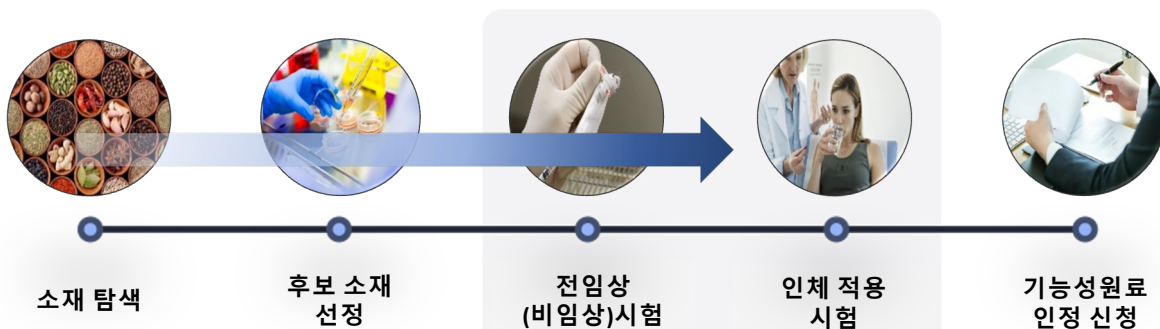 소재 탐색
후보 소재
선정
전임상
(비임상)시험
인체 적용
시험
기능성원료
인정 신청